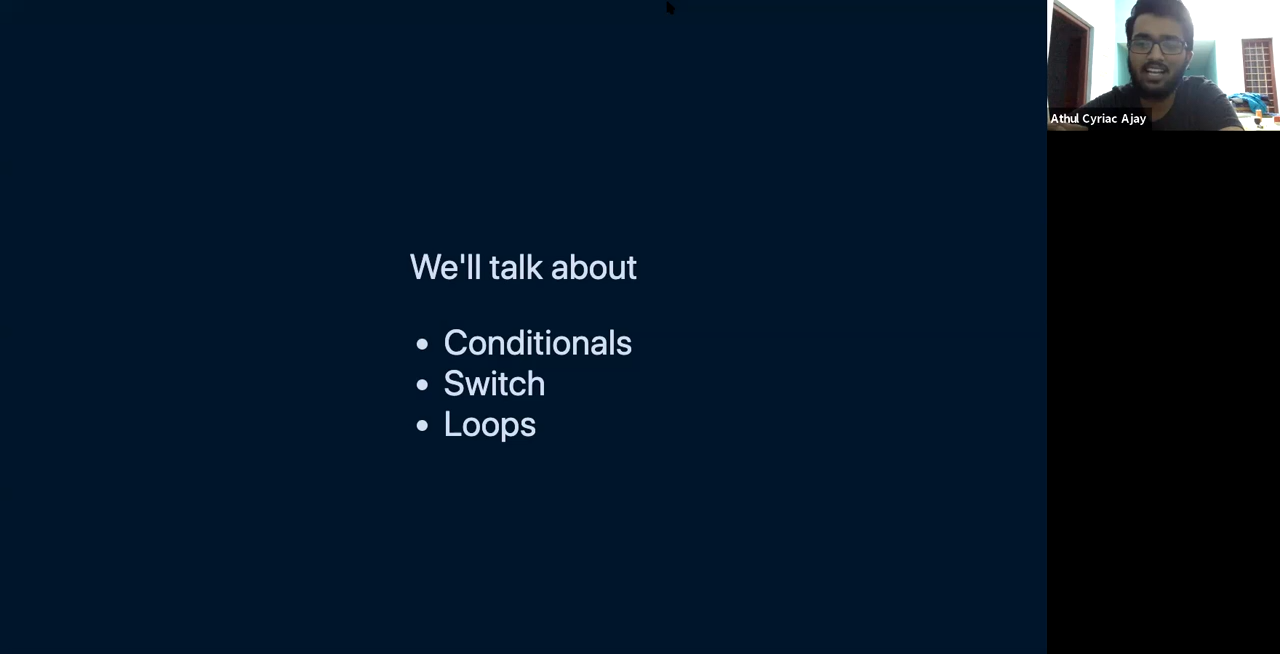 We'll talk about
Conditionals
Switch
Loops
Athul Cyriac Ajay